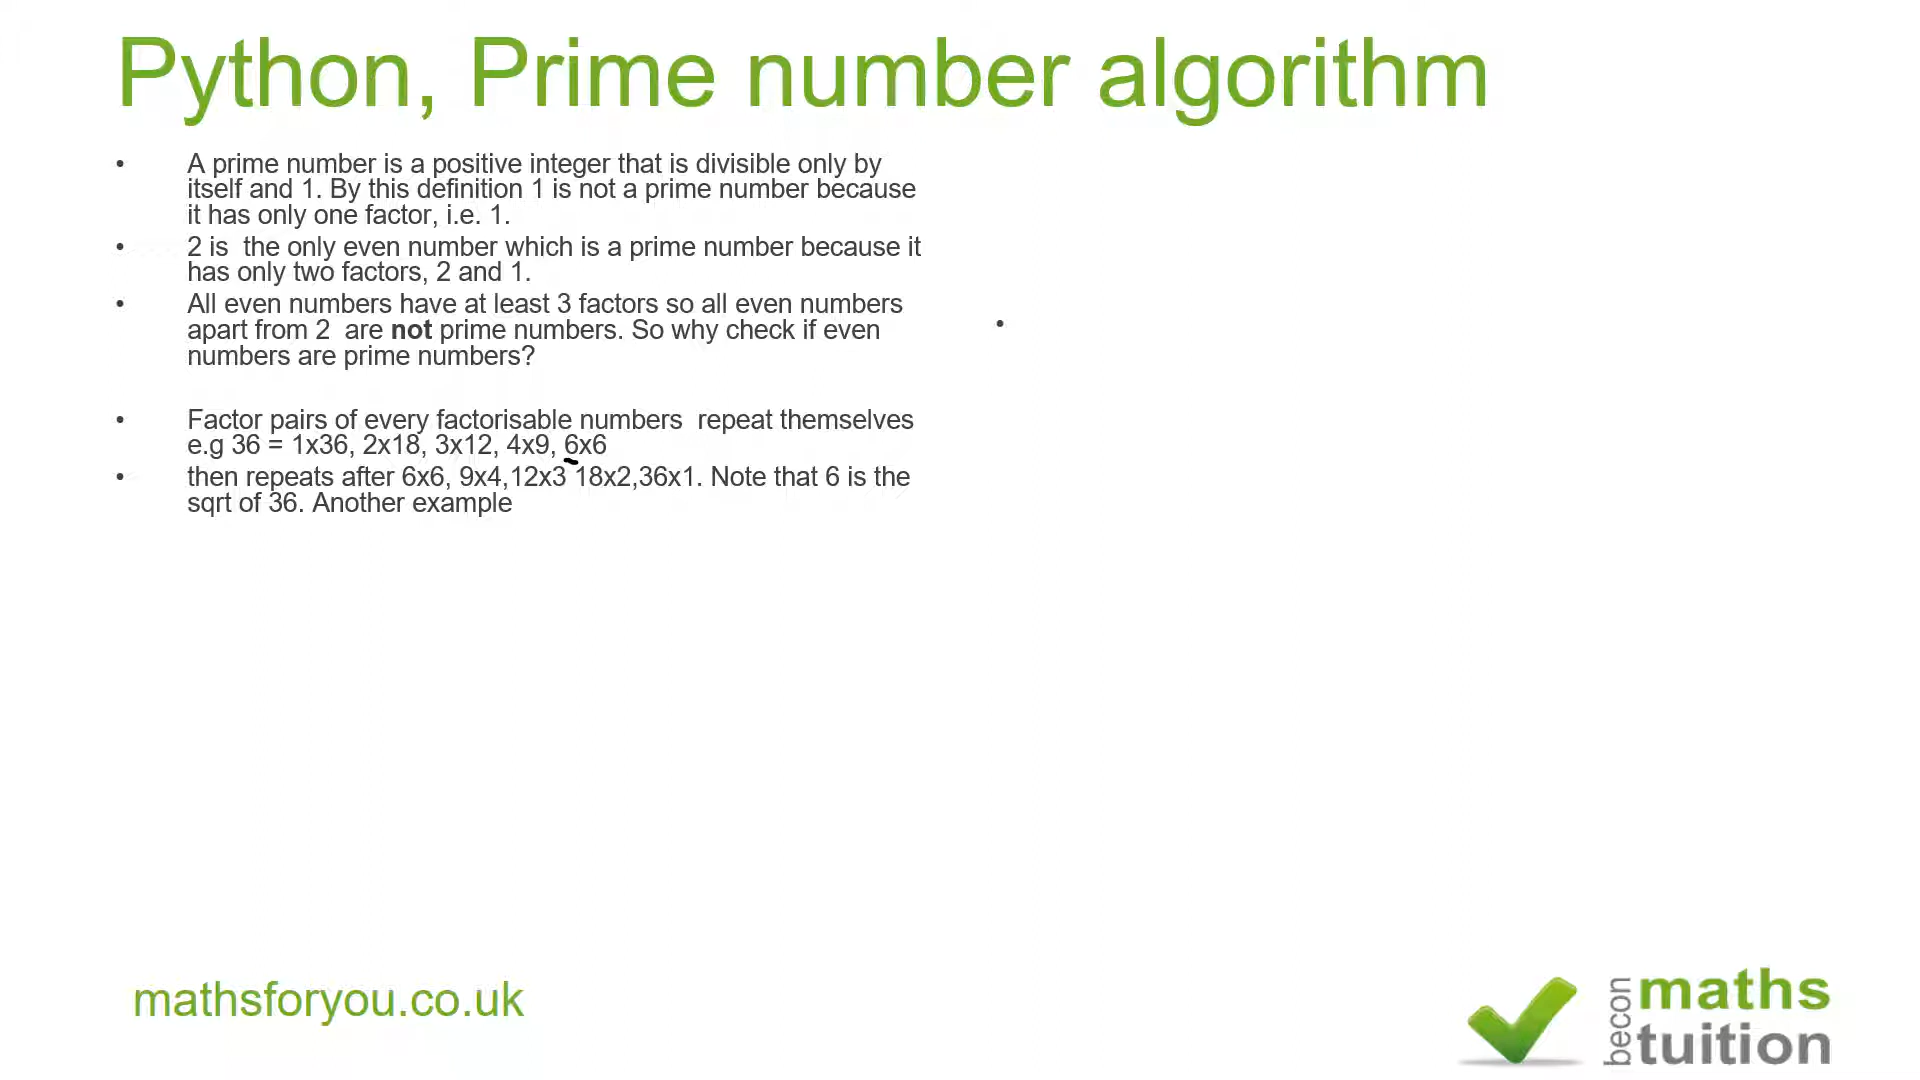 Python, Prime number algorithm
• A prime number is a positive integer that is divisible only by
itself and 1. By this definition 1 is not a prime number because
it has only one factor, i.e. 1.
• 2 is  the only even number which is a prime number because it
has only two factors, 2 and 1.
• All even numbers have at least 3 factors so all even numbers
apart from 2  are not prime numbers. So why check if even
numbers are prime numbers?
•
• Factor pairs of every factorisable numbers  repeat themselves
e.g 36 = 1x36, 2x18, 3x12, 4x9, 6x6
• then repeats after 6x6, 9x4,12x3 18x2,36x1. Note that 6 is the
sqrt of 36. Another example
mathsforyou.co.uk
becon
maths
tuition